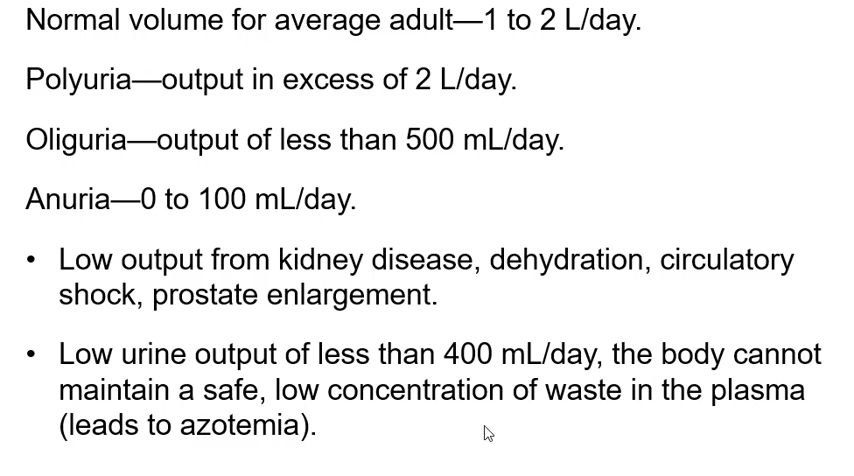 Normal volume for average adult—1 to 2 L/day.
Polyuria—output in excess of 2 L/day.
Oliguria—output of less than 500 mL/day.
Anuria—0 to 100 mL/day.
• Low output from kidney disease, dehydration, circulatory
shock, prostate enlargement.
• Low urine output of less than 400 mL/day, the body cannot
maintain a safe, low concentration of waste in the plasma
(leads to azotemia).